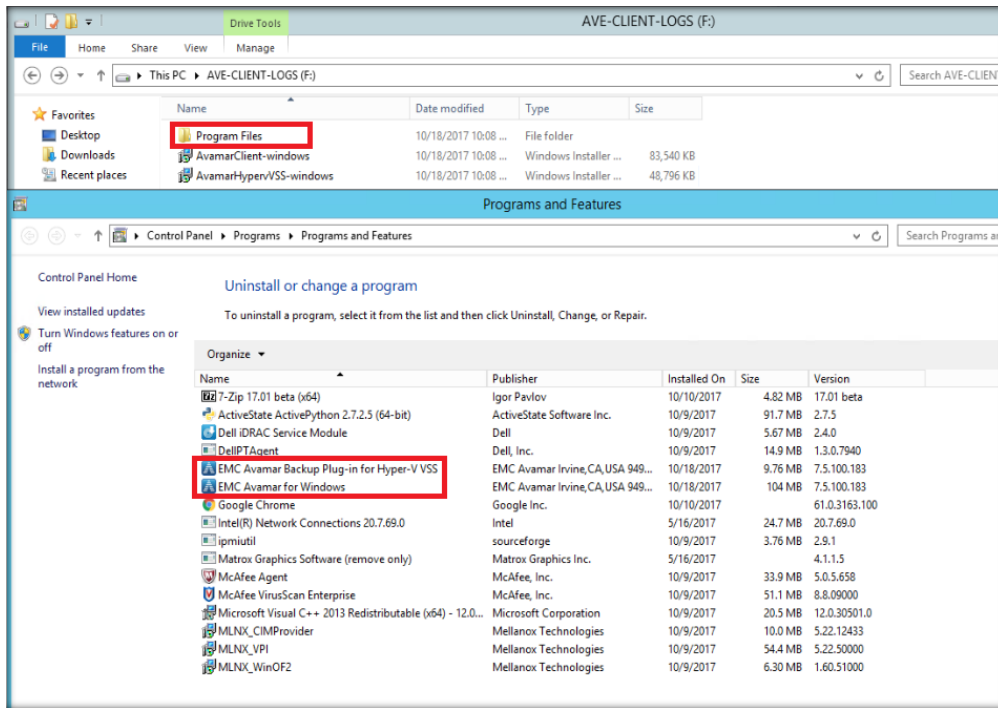 Drive Tools
AVE-CLIENT-LOGS (F:)
File Home Share View Manage
This PC AVE-CLIENT-LOGS (F:) Search AVE-CLIEN
Favorites
Desktop
Downloads
Recent places
Name Date modified Type Size
Program Files 10/18/2017 10:08 ... File folder
AvamarClient-windows 10/18/2017 10:08 ... Windows Installer ... 83,540 KB
AvamarHypervVSS-windows 10/18/2017 10:08 ... Windows Installer ... 48,796 KB
Programs and Features
Control Panel Programs Programs and Features Search Programs a
Control Panel Home
View installed updates
Turn Windows features on or
off
Install a program from the
network
Uninstall or change a program
To uninstall a program, select it from the list and then click Uninstall, Change, or Repair.
Organize
Name Publisher Installed On Size Version
7-Zip 17.01 beta (x64) Igor Pavlov 10/10/2017 4.82 MB 17.01 beta
ActiveState ActivePython 2.7.2.5 (64-bit) ActiveState Software Inc. 10/9/2017 91.7 MB 2.7.5
Dell iDRAC Service Module Dell 10/9/2017 5.67 MB 2.4.0
DellPTAgent Dell, Inc. 10/9/2017 14.9 MB 1.3.0.7940
EMC Avamar Backup Plug-in for Hyper-V VSS EMC Avamar Irvine,CA,USA 949... 10/18/2017 9.76 MB 7.5.100.183
EMC Avamar for Windows EMC Avamar Irvine,CA,USA 949... 10/18/2017 104 MB 7.5.100.183
Google Chrome Google Inc. 10/10/2017 61.0.3163.100
Intel(R) Network Connections 20.7.69.0 Intel 5/16/2017 24.7 MB 20.7.69.0
ipmiutil sourceforge 10/9/2017 3.76 MB 2.9.1
Matrox Graphics Software (remove only) Matrox Graphics Inc. 5/16/2017 4.1.1.5
McAfee Agent McAfee, Inc. 10/9/2017 33.9 MB 5.0.5.658
McAfee VirusScan Enterprise McAfee, Inc. 10/9/2017 51.1 MB 8.8.09000
Microsoft Visual C++ 2013 Redistributable (x64) - 12.0... Microsoft Corporation 10/9/2017 20.5 MB 12.0.30501.0
MLNX_CIMProvider Mellanox Technologies 10/9/2017 10.0 MB 5.22.12433
MLNX_VPI Mellanox Technologies 10/9/2017 54.4 MB 5.22.50000
MLNX_WinOF2 Mellanox Technologies 10/9/2017 6.30 MB 1.60.51000